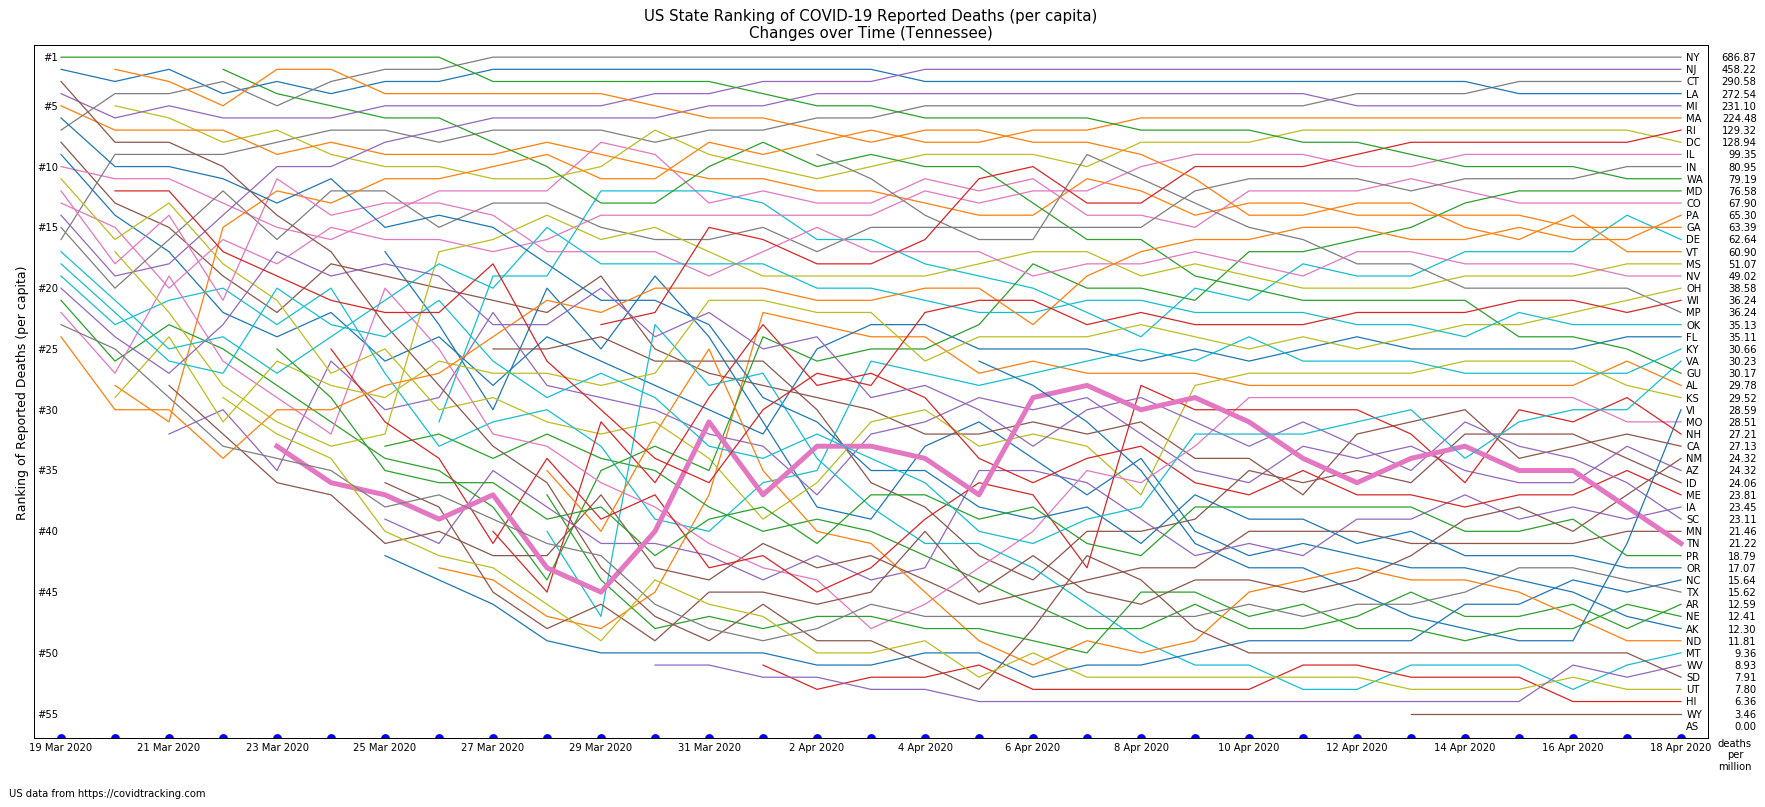 US State Ranking of COVID-19 Reported Deaths (per capita)
Changes over Time (Tennessee)
Ranking of Reported Deaths (per capita)
#1
#5
#10
#15
#20
#25
#30
#35
#40
#45
#50
#55
NY 686.87
NJ 458.22
CT 290.58
LA 272.54
MI 231.10
MA 224.48
RI 129.32
DC 128.94
IL 99.35
IN 80.95
WA 79.19
MD 76.58
CO 67.90
PA 65.30
GA 63.39
DE 62.64
VT 60.90
MS 51.07
NV 49.02
OH 38.58
WI 36.24
MP 36.24
OK 35.13
FL 35.11
KY 30.66
VA 30.23
GU 30.17
AL 29.78
KS 29.52
VI 28.59
MO 28.51
NH 27.21
CA 27.13
NM 24.32
AZ 24.32
ID 24.06
ME 23.81
IA 23.45
SC 23.11
MN 21.46
TN 21.22
PR 18.79
OR 17.07
NC 15.64
TX 15.62
AR 12.59
NE 12.41
AK 12.30
ND 11.81
MT 9.36
WV 8.93
SD 7.91
UT 7.80
HI 6.36
WY 3.46
AS 0.00
19 Mar 2020 21 Mar 2020 23 Mar 2020 25 Mar 2020 27 Mar 2020 29 Mar 2020 31 Mar 2020 2 Apr 2020 4 Apr 2020 6 Apr 2020 8 Apr 2020 10 Apr 2020 12 Apr 2020 14 Apr 2020 16 Apr 2020 18 Apr 2020
deaths
per
million
US data from https://covidtracking.com